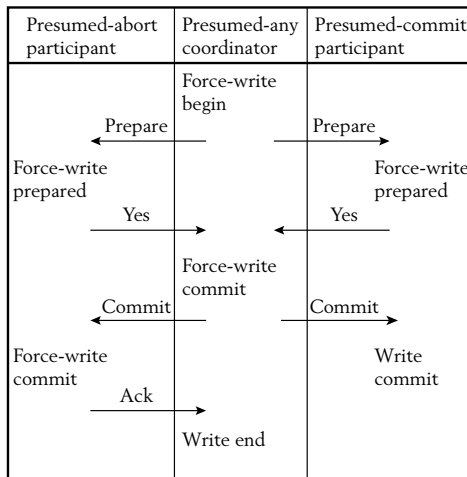 Presumed-abort
participant
Presumed-any
coordinator
Presumed-commit
participant
Force-write
begin
Prepare
Prepare
Force-write
prepared
Force-write
prepared
Yes
Yes
Force-write
commit
Commit
Commit
Force-write
commit
Write
commit
Ack
Write end